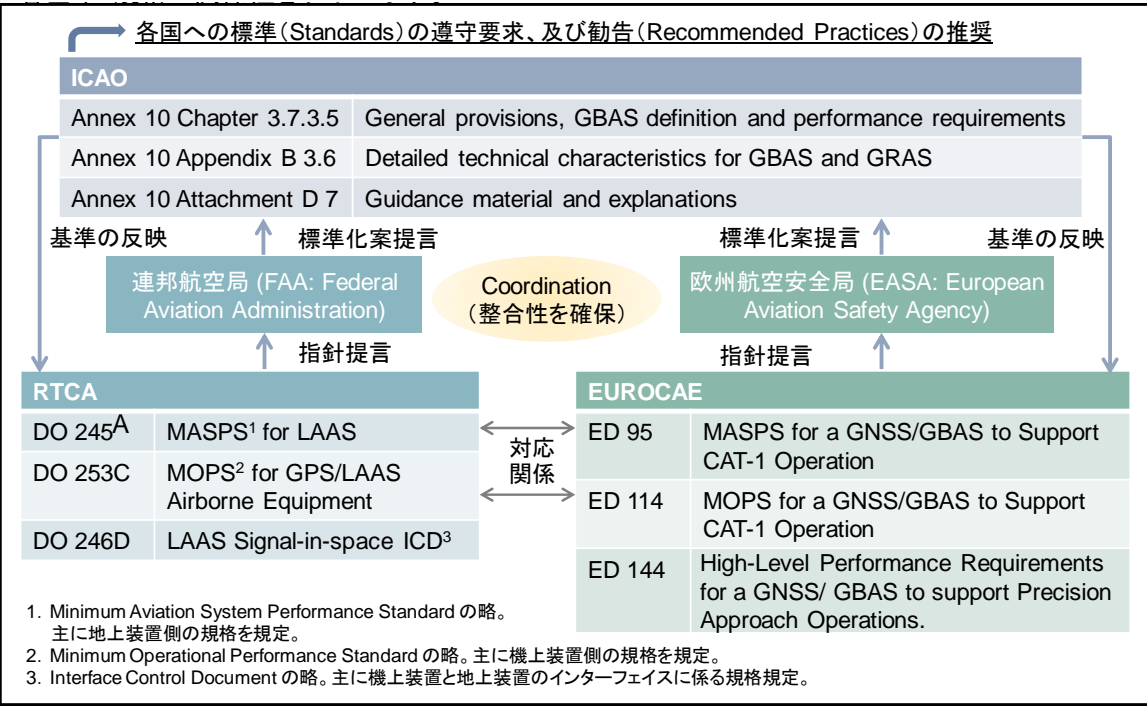 各国への標準（Standards）の遵守要求、及び勧告（Recommended Practices）の推奨
ICAO
Annex 10 Chapter 3.7.3.5 General provisions, GBAS definition and performance requirements
Annex 10 Appendix B 3.6 Detailed technical characteristics for GBAS and GRAS
Annex 10 Attachment D 7 Guidance material and explanations
基準の反映 標準化案提言 標準化案提言 基準の反映
連邦航空局 (FAA: Federal
Aviation Administration)
Coordination
（整合性を確保）
欧州航空安全局 (EASA: European
Aviation Safety Agency)
指針提言 指針提言
RTCA
DO 245A MASPS1 for LAAS
DO 253C MOPS2 for GPS/LAAS
Airborne Equipment
DO 246D LAAS Signal-in-space ICD3
対応
関係
EUROCAE
ED 95 MASPS for a GNSS/GBAS to Support
CAT-1 Operation
ED 114 MOPS for a GNSS/GBAS to Support
CAT-1 Operation
ED 144 High-Level Performance Requirements
for a GNSS/ GBAS to support Precision
Approach Operations.
1. Minimum Aviation System Performance Standard の略。
主に地上装置側の規格を規定。
2. Minimum Operational Performance Standard の略。主に機上装置側の規格を規定。
3. Interface Control Document の略。主に機上装置と地上装置のインターフェイスに係る規格規定。